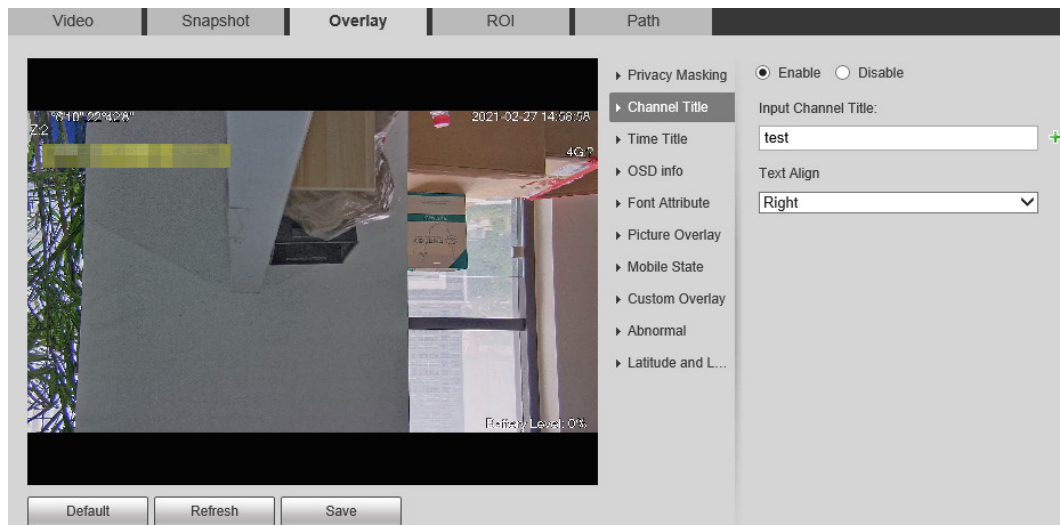 Video
Snapshot
Overlay
ROI
Path
2021-02-27 14:58:58
Z:2
4G:?
Battery Level: 0%
Privacy Masking
Channel Title
Time Title
OSD info
Font Attribute
Picture Overlay
Mobile State
Custom Overlay
Abnormal
Latitude and L...
Enable
Disable
Input Channel Title:
test
Text Align
Right
Default
Refresh
Save